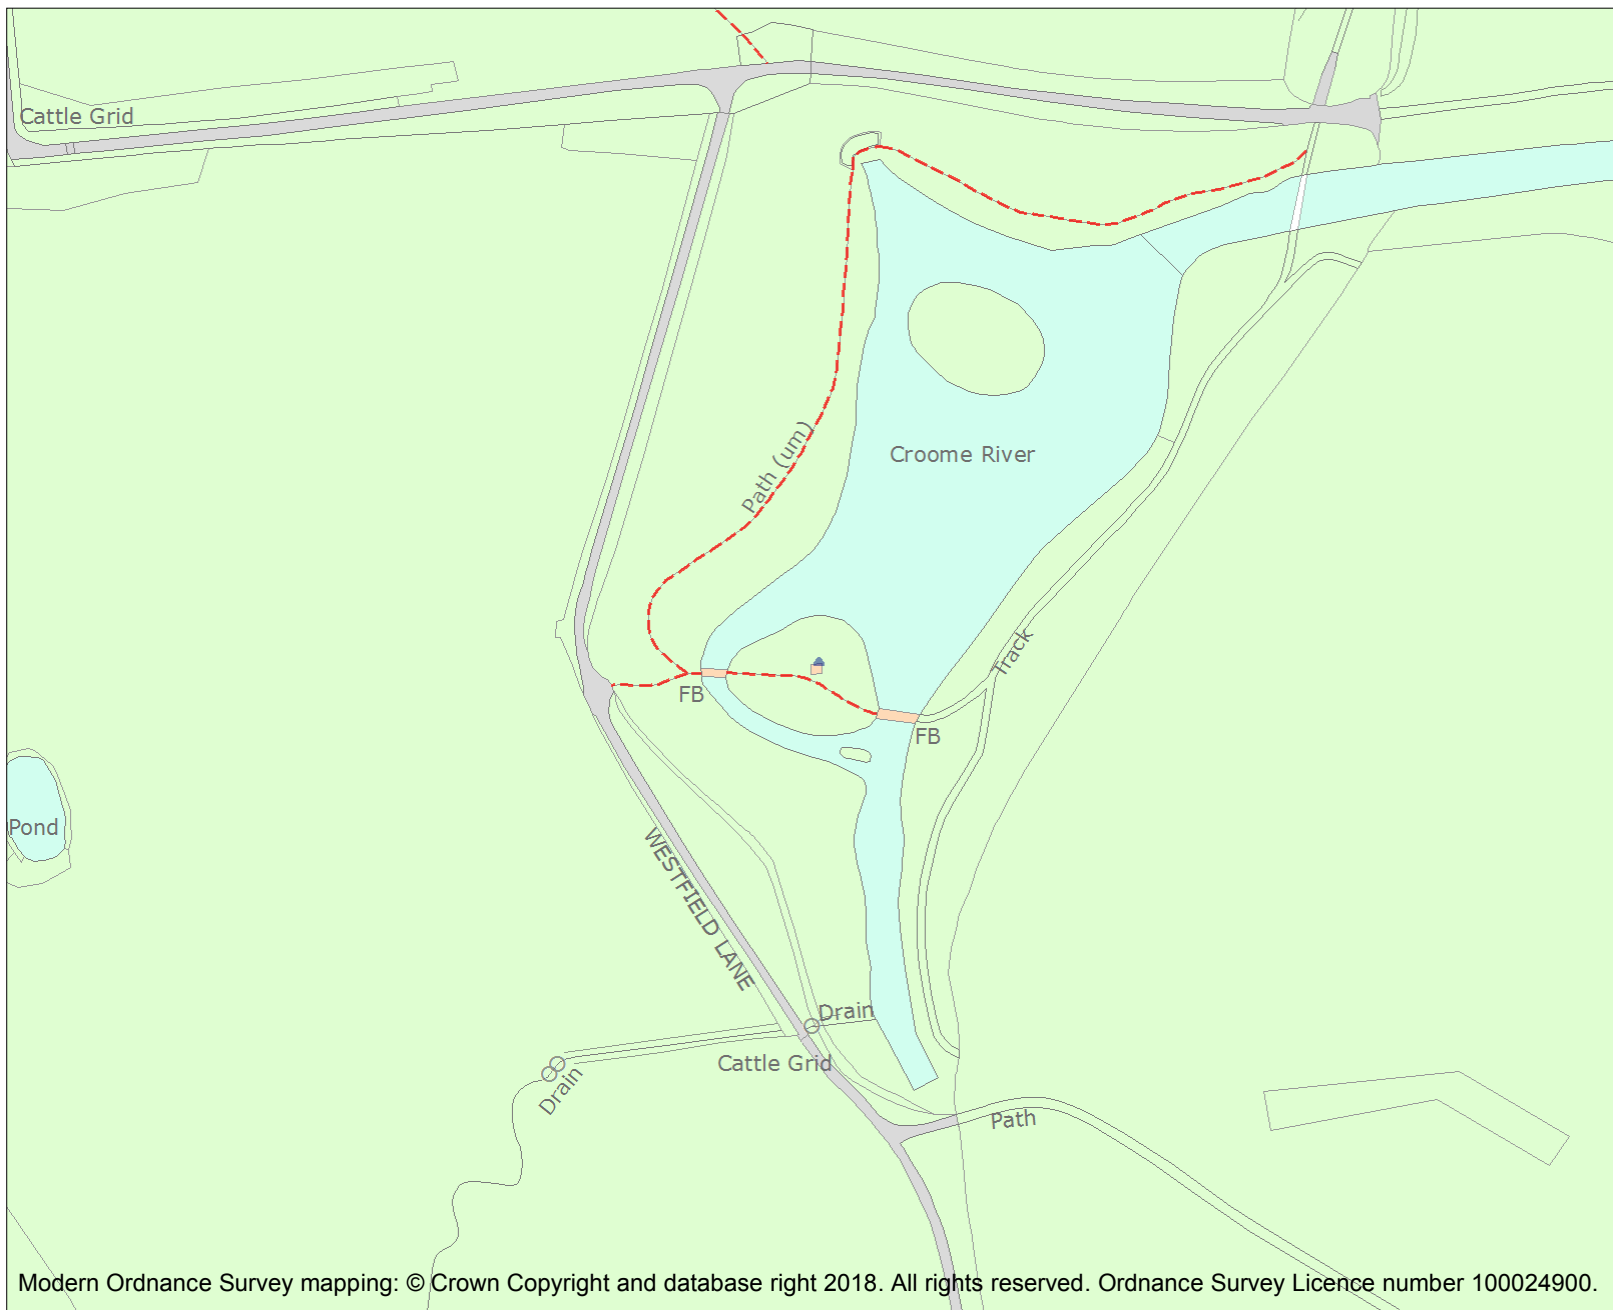 Cattle Grid
Path (um)
Croome River
Track
FB
FB
Pond
WESTFIELD LANE
Drain
Cattle Grid
Drain
Path
Modern Ordnance Survey mapping: © Crown Copyright and database right 2018. All rights reserved. Ordnance Survey Licence number 100024900.